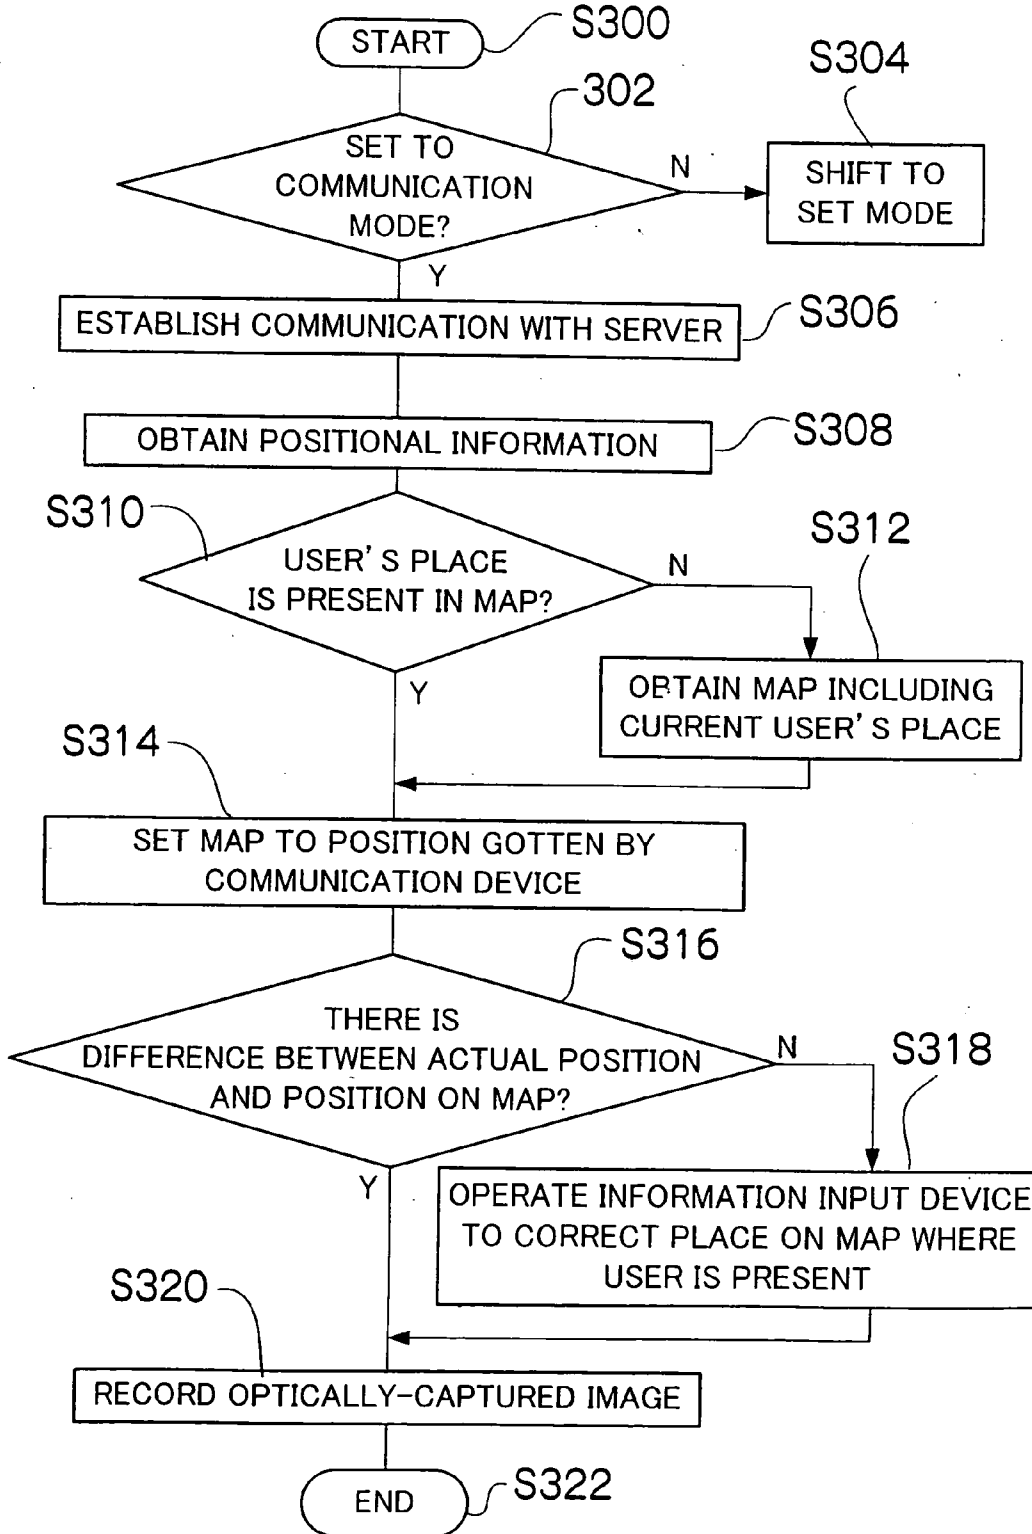 START
S300
302
S304
SET TO
COMMUNICATION
MODE?
N
SHIFT TO
SET MODE
Y
ESTABLISH COMMUNICATION WITH SERVER
S306
OBTAIN POSITIONAL INFORMATION
S308
S310
USER'S PLACE
IS PRESENT IN MAP?
N
S312
Y
OBTAIN MAP INCLUDING
CURRENT USER'S PLACE
S314
SET MAP TO POSITION GOTTEN BY
COMMUNICATION DEVICE
S316
THERE IS
DIFFERENCE BETWEEN ACTUAL POSITION
AND POSITION ON MAP?
N
S318
Y
OPERATE INFORMATION INPUT DEVICE
TO CORRECT PLACE ON MAP WHERE
USER IS PRESENT
S320
RECORD OPTICALLY-CAPTURED IMAGE
END
S322